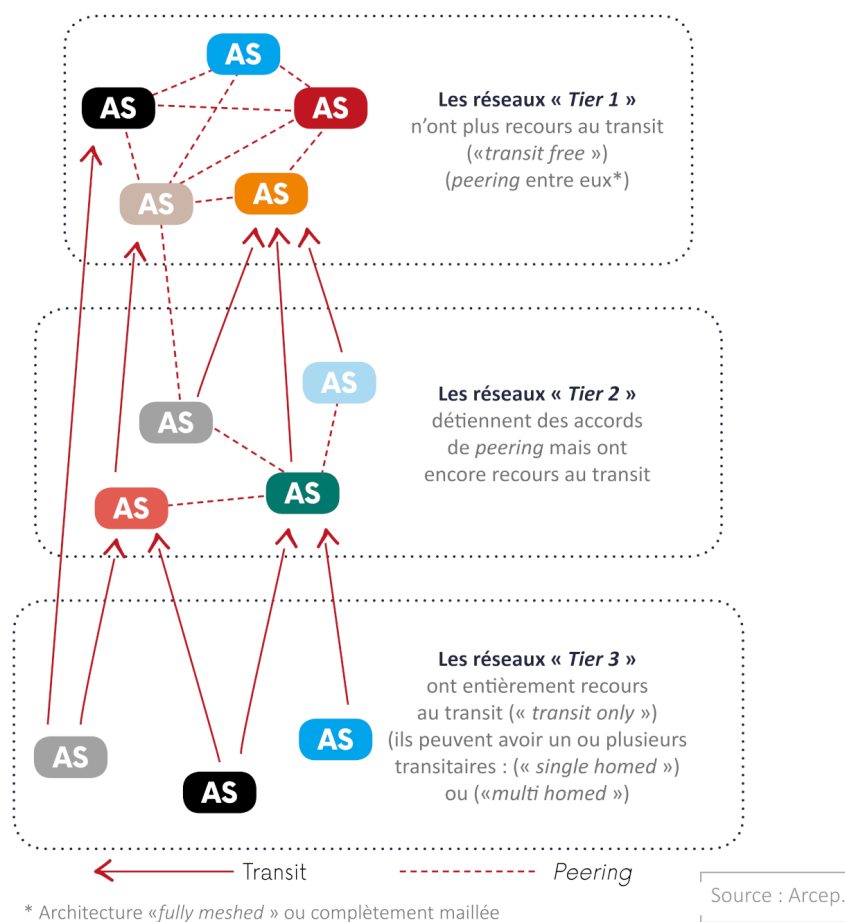 AS
AS
AS
Les réseaux « Tier 1 »
n'ont plus recours au transit
(«transit free »)
(peering entre eux*)
AS
AS
AS
AS
Les réseaux « Tier 2 »
détiennent des accords
de peering mais ont
encore recours au transit
AS
AS
Les réseaux « Tier 3 »
ont entièrement recours
au transit (« transit only »)
(ils peuvent avoir un ou plusieurs
transitaires : (« single homed »)
ou («multi homed »)
AS
AS
AS
Transit
Peering
* Architecture «fully meshed » ou complètement maillée
Source : Arcep.